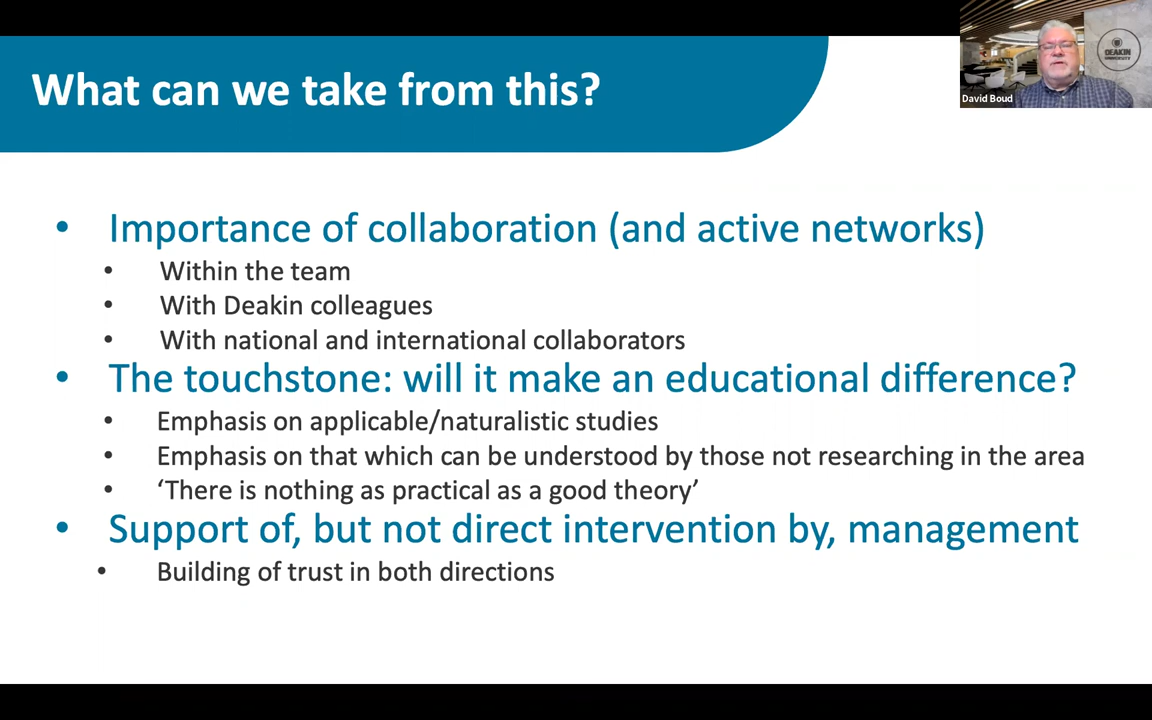 What can we take from this?
DEAKIN
UNIVERSITY
David Boud
• Importance of collaboration (and active networks)
• Within the team
• With Deakin colleagues
• With national and international collaborators
• The touchstone: will it make an educational difference?
• Emphasis on applicable/naturalistic studies
• Emphasis on that which can be understood by those not researching in the area
• ‘There is nothing as practical as a good theory’
• Support of, but not direct intervention by, management
• Building of trust in both directions